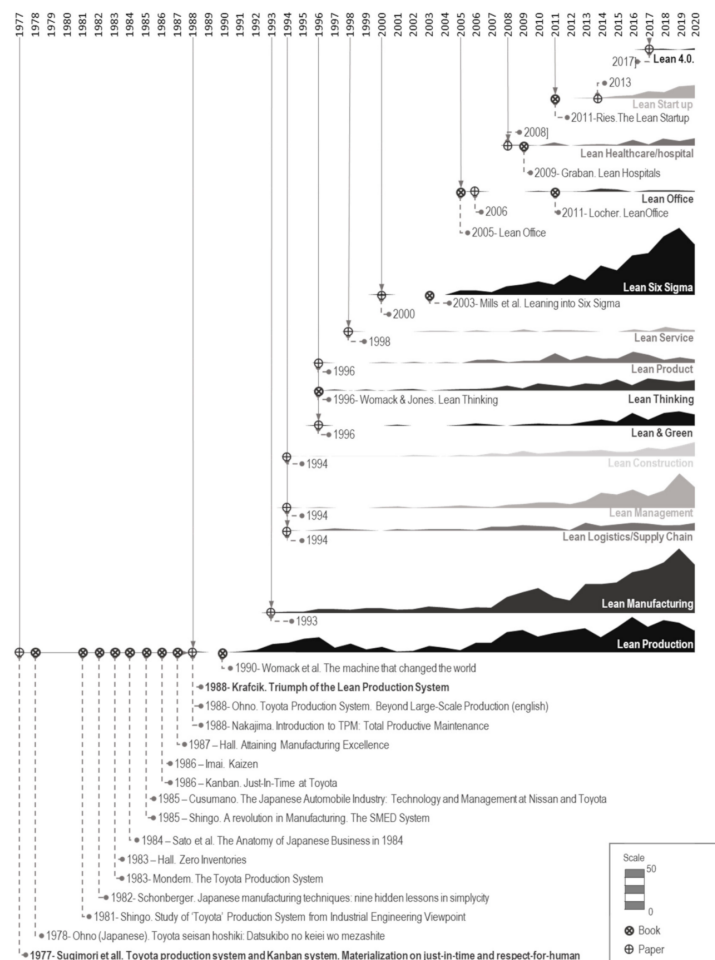 1977 1978 1979 1980 1981 1982 1983 1984 1985 1986 1987 1988 1989 1990 1991 1992 1993 1994 1995 1996 1997 1998 1999 2000 2001 2002 2003 2004 2005 2006 2007 2008 2009 2010 2011 2012 2013 2014 2015 2016 2017 2018 2019 2020
2017]
Lean 4.0.
2013
Lean Start up
2011-Ries.The Lean Startup
2008]
Lean Healthcare/hospital
2009- Graban. Lean Hospitals
Lean Office
2006
2011- Locher. LeanOffice
2005- Lean Office
Lean Six Sigma
2003- Mills et al. Leaning into Six Sigma
2000
Lean Service
1998
Lean Product
1996
1996- Womack & Jones. Lean Thinking
Lean Thinking
1996
Lean & Green
1994
Lean Construction
1994
Lean Management
1994
Lean Logistics/Supply Chain
Lean Manufacturing
1993
Lean Production
1990- Womack et al. The machine that changed the world
1988- Krafcik. Triumph of the Lean Production System
1988- Ohno. Toyota Production System. Beyond Large-Scale Production (english)
1988- Nakajima. Introduction to TPM: Total Productive Maintenance
1987 – Hall. Attaining Manufacturing Excellence
1986 – Imai. Kaizen
1986 – Kanban. Just-In-Time at Toyota
1985 – Cusumano. The Japanese Automobile Industry: Technology and Management at Nissan and Toyota
1985 – Shingo. A revolution in Manufacturing. The SMED System
1984 – Sato et al. The Anatomy of Japanese Business in 1984
1983 – Hall. Zero Inventories
1983- Mondem. The Toyota Production System
1982- Schonberger. Japanese manufacturing techniques: nine hidden lessons in simplycity
1981- Shingo. Study of 'Toyota' Production System from Industrial Engineering Viewpoint
1978- Ohno (Japanese). Toyota seisan hoshiki: Datsukibo no keiei wo mezashite
1977- Sugimori et all. Toyota production system and Kanban system. Materialization on just-in-time and respect-for-human
Scale
50
0
Book
Paper